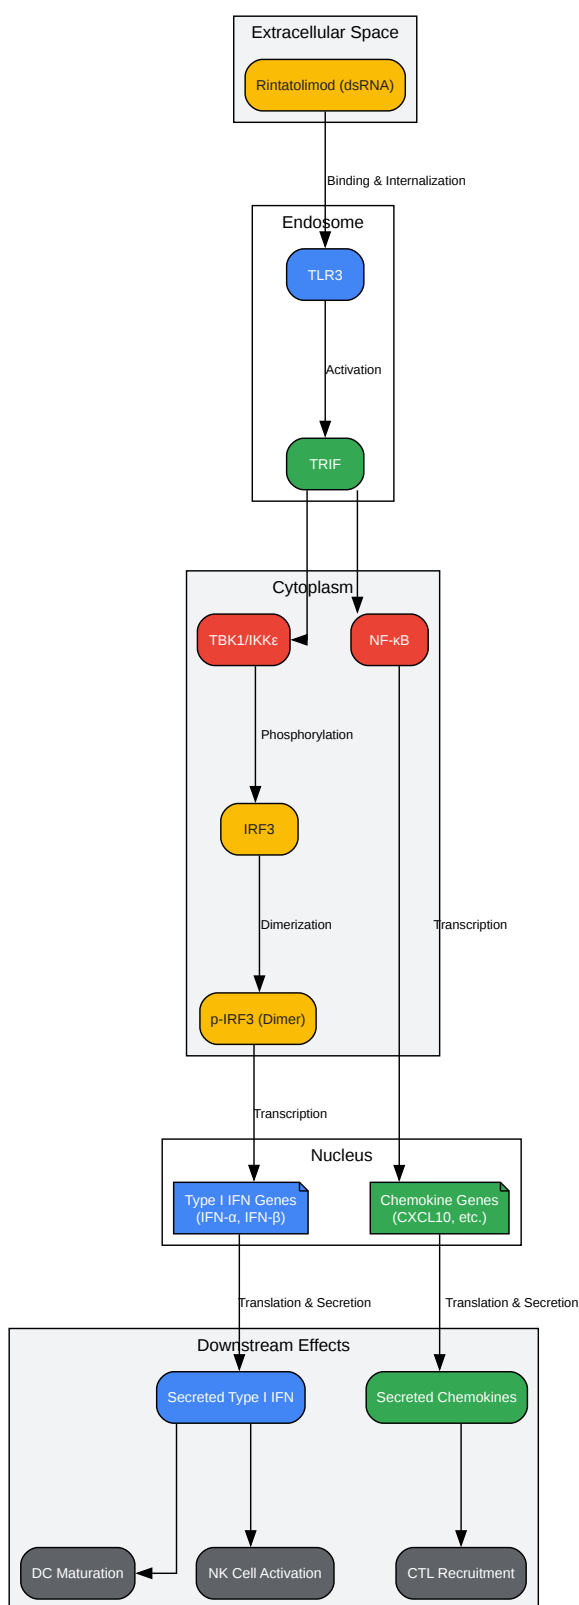 Extracellular Space
Rintatolimod (dsRNA)
Binding & Internalization
Endosome
TLR3
Activation
TRIF
Cytoplasm
TBK1/IKKε
NF-κB
Phosphorylation
IRF3
Dimerization
Transcription
p-IRF3 (Dimer)
Transcription
Nucleus
Type I IFN Genes
(IFN-α, IFN-β)
Chemokine Genes
(CXCL10, etc.)
Translation & Secretion
Translation & Secretion
Downstream Effects
Secreted Type I IFN
Secreted Chemokines
DC Maturation
NK Cell Activation
CTL Recruitment